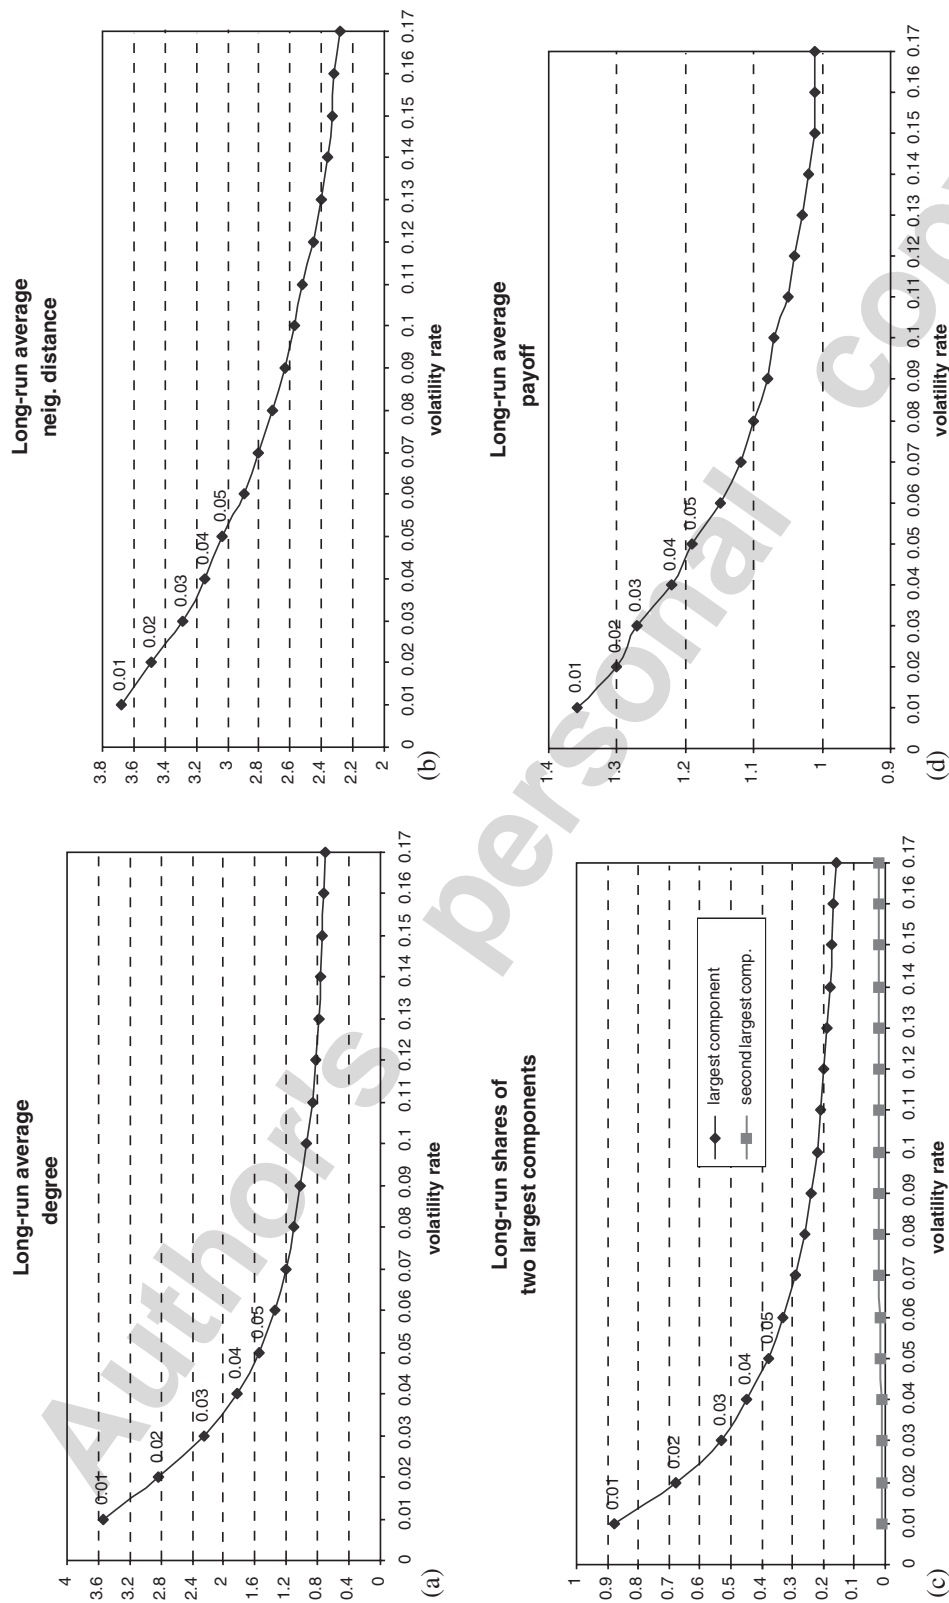 Long-run average
degree
4
3.6
3.2
2.8
2.4
2
1.6
1.2
0.8
0.4
0
0.01
0.02
0.03
0.04
0.05
0 0.01 0.02 0.03 0.04 0.05 0.06 0.07 0.08 0.09 0.1 0.11 0.12 0.13 0.14 0.15 0.16 0.17
volatility rate
(a)
Long-run average
neig. distance
3.8
3.6
3.4
3.2
3
2.8
2.6
2.4
2.2
2
0.01
0.02
0.03
0.04
0.05
0 0.01 0.02 0.03 0.04 0.05 0.06 0.07 0.08 0.09 0.1 0.11 0.12 0.13 0.14 0.15 0.16 0.17
volatility rate
(b)
Long-run shares of
two largest components
1
0.9
0.8
0.7
0.6
0.5
0.4
0.3
0.2
0.1
0
0.01
0.02
0.03
0.04
0.05
largest component
second largest comp.
0 0.01 0.02 0.03 0.04 0.05 0.06 0.07 0.08 0.09 0.1 0.11 0.12 0.13 0.14 0.15 0.16 0.17
volatility rate
(c)
Long-run average
payoff
1.4
1.3
1.2
1.1
1
0.9
0.01
0.02
0.03
0.04
0.05
0 0.01 0.02 0.03 0.04 0.05 0.06 0.07 0.08 0.09 0.1 0.11 0.12 0.13 0.14 0.15 0.16 0.17
volatility rate
(d)
Author's personal